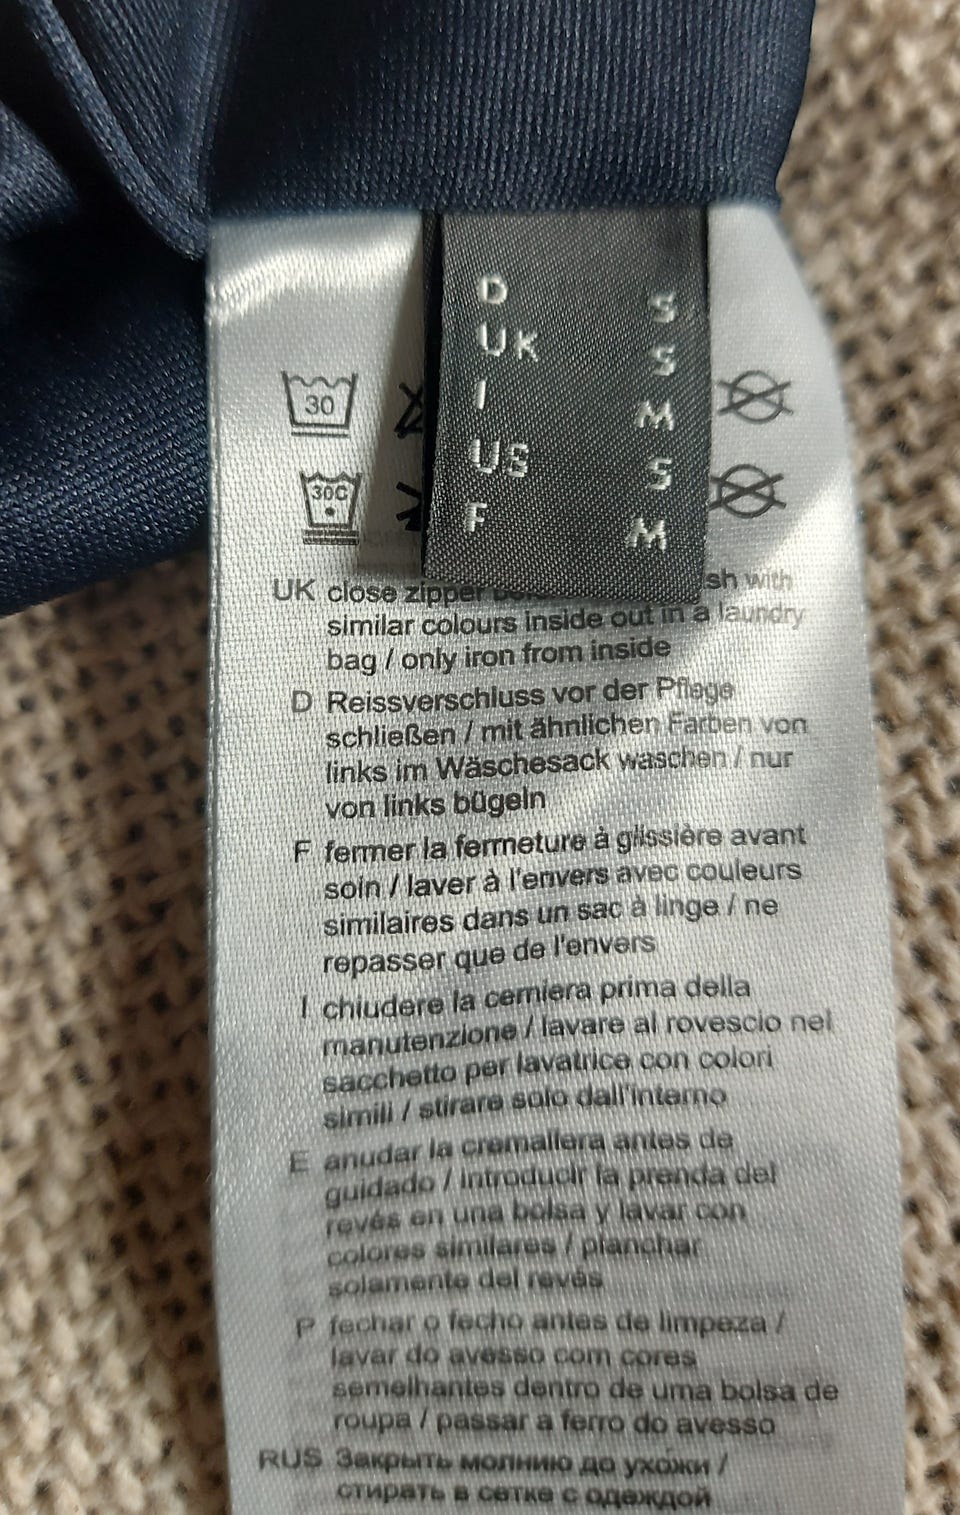 D S
UK S
I M
US S
F M
30
30C
UK close zipper sh with
similar colours inside out in a laundry
bag / only iron from inside
D Reissverschluss vor der Pflege
schließen / mit ähnlichen Farben von
links im Wäschesack waschen / nur
von links bügeln
F fermer la fermeture à glissière avant
soin / laver à l'envers avec couleurs
similaires dans un sac à linge / ne
repasser que de l'envers
I chiudere la cerniera prima della
manutenzione / lavare al rovescio nel
sacchetto per lavatrice con colori
simili / stirare solo dall'interno
E anudar la cremallera antes de
guidado / introducir la prenda del
revés en una bolsa y lavar con
colores similares / planchar
solamente del revés
P fechar o fecho antes de limpeza /
lavar do avesso com cores
semelhantes dentro de uma bolsa de
roupa / passar a ferro do avesso
RUS Закрыть молнию до ухожи /
стирать в сетке с одеждой